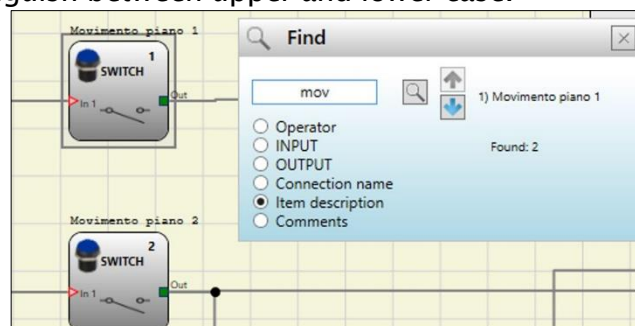 guish between upper and lower case.
Movimento piano 1
1
SWITCH
In 1
Out
Find
mov
1) Movimento piano 1
Found: 2
Operator
INPUT
OUTPUT
Connection name
Item description
Comments
Movimento piano 2
2
SWITCH
In 1
Out